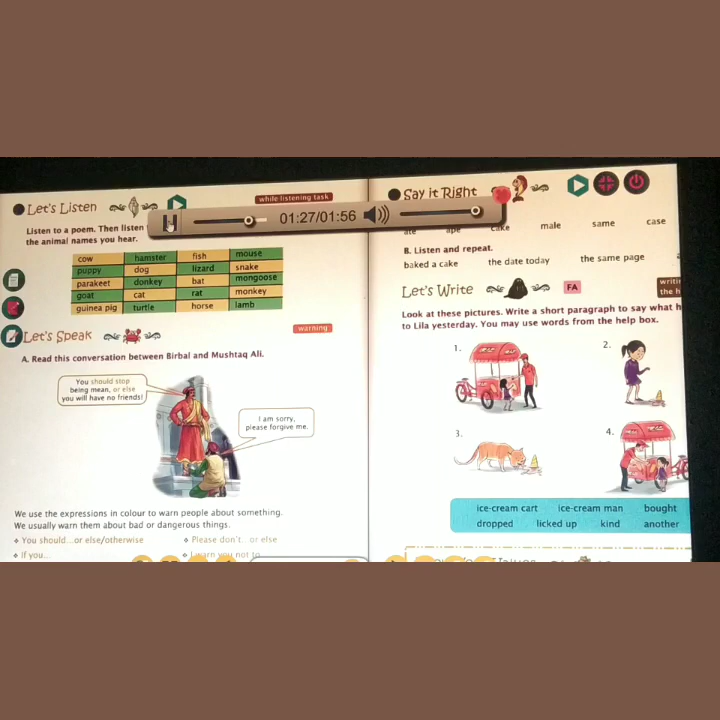 Let's Listen
while listening task
Listen to a poem. Then listen
the animal names you hear.
cow hamster fish mouse
puppy dog lizard snake
parakeet donkey bat mongoose
goat cat rat monkey
guinea pig turtle horse lamb
Let's Speak
warning
A. Read this conversation between Birbal and Mushtaq Ali.
You should stop
being mean, or else
you will have no friends!
I am sorry,
please forgive me.
We use the expressions in colour to warn people about something.
We usually warn them about bad or dangerous things.
You should...or else/otherwise
Please don't...or else
If you...
I warn you not to
01:27/01:56
Say it Right
ate ape cake male same case
B. Listen and repeat.
baked a cake the date today the same page
Let's Write
FA
Look at these pictures. Write a short paragraph to say what
to Lila yesterday. You may use words from the help box.
1.
2.
3.
4.
ice-cream cart ice-cream man bought
dropped licked up kind another